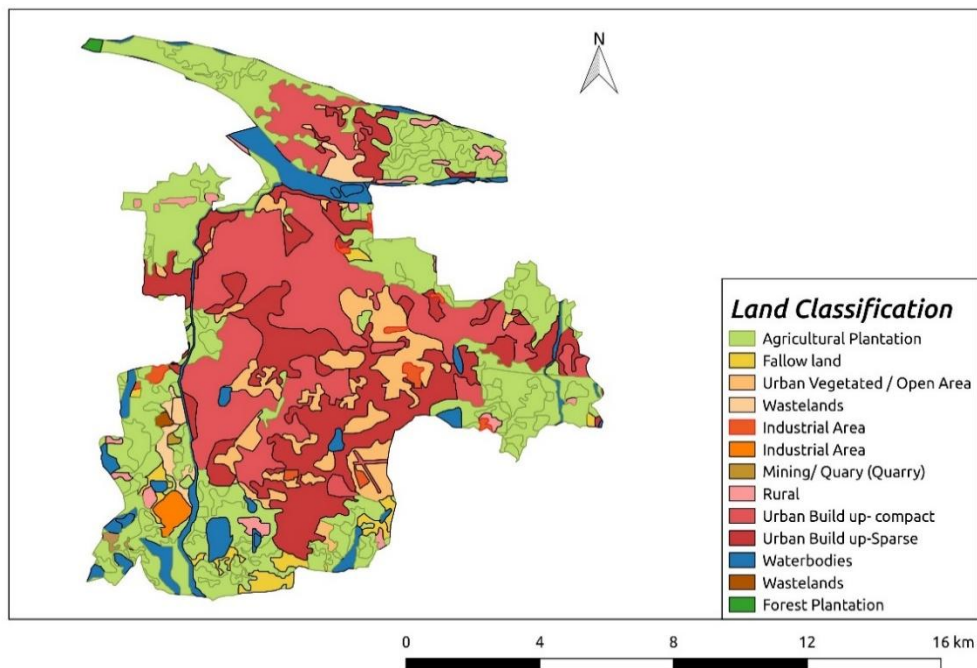 N
Land Classification
Agricultural Plantation
Fallow land
Urban Vegetated / Open Area
Wastelands
Industrial Area
Industrial Area
Mining/ Quary (Quarry)
Rural
Urban Build up- compact
Urban Build up-Sparse
Waterbodies
Wastelands
Forest Plantation
0 4 8 12 16 km